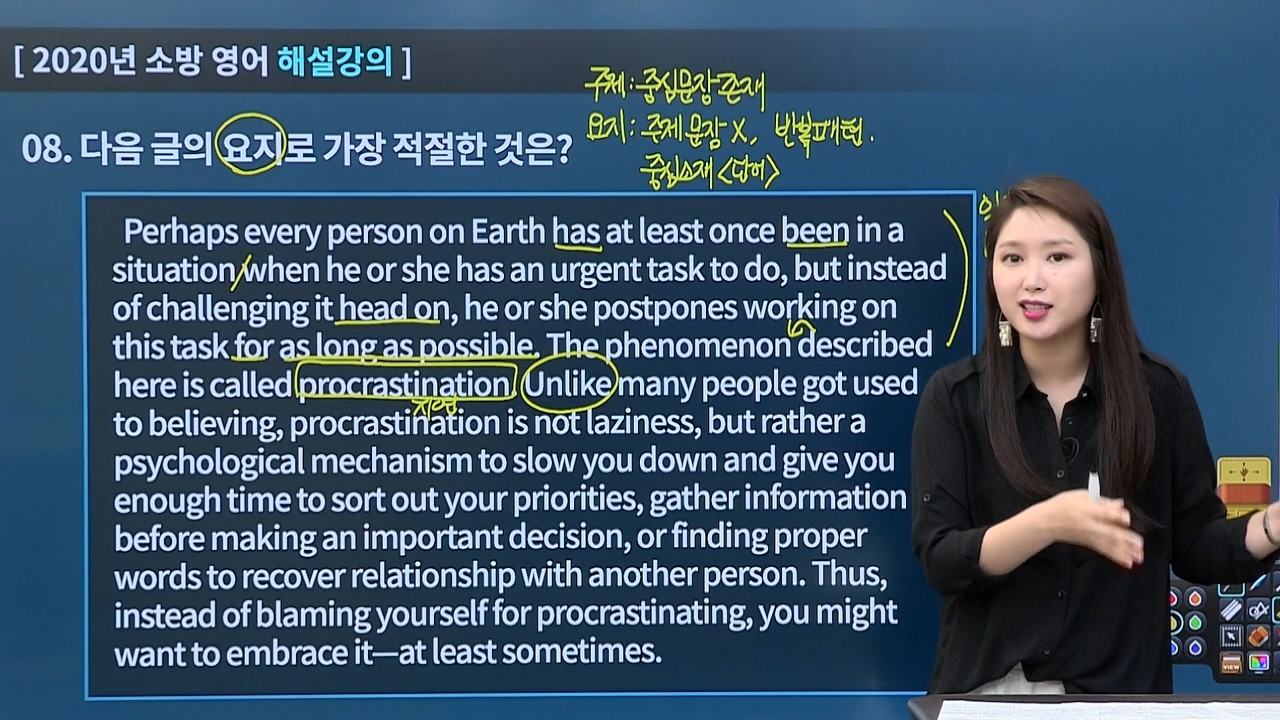 [ 2020년 소방 영어 해설강의 ]
주제: 중심문장 존재
08. 다음 글의 요지로 가장 적절한 것은?
요지: 주제문장 X, 반복패턴.
중심소재 <단어>
Perhaps every person on Earth has at least once been in a
situation when he or she has an urgent task to do, but instead
of challenging it head on, he or she postpones working on
this task for as long as possible. The phenomenon described
here is called procrastination. Unlike many people got used
지연
to believing, procrastination is not laziness, but rather a
psychological mechanism to slow you down and give you
enough time to sort out your priorities, gather information
before making an important decision, or finding proper
words to recover relationship with another person. Thus,
instead of blaming yourself for procrastinating, you might
want to embrace it—at least sometimes.
VIEW